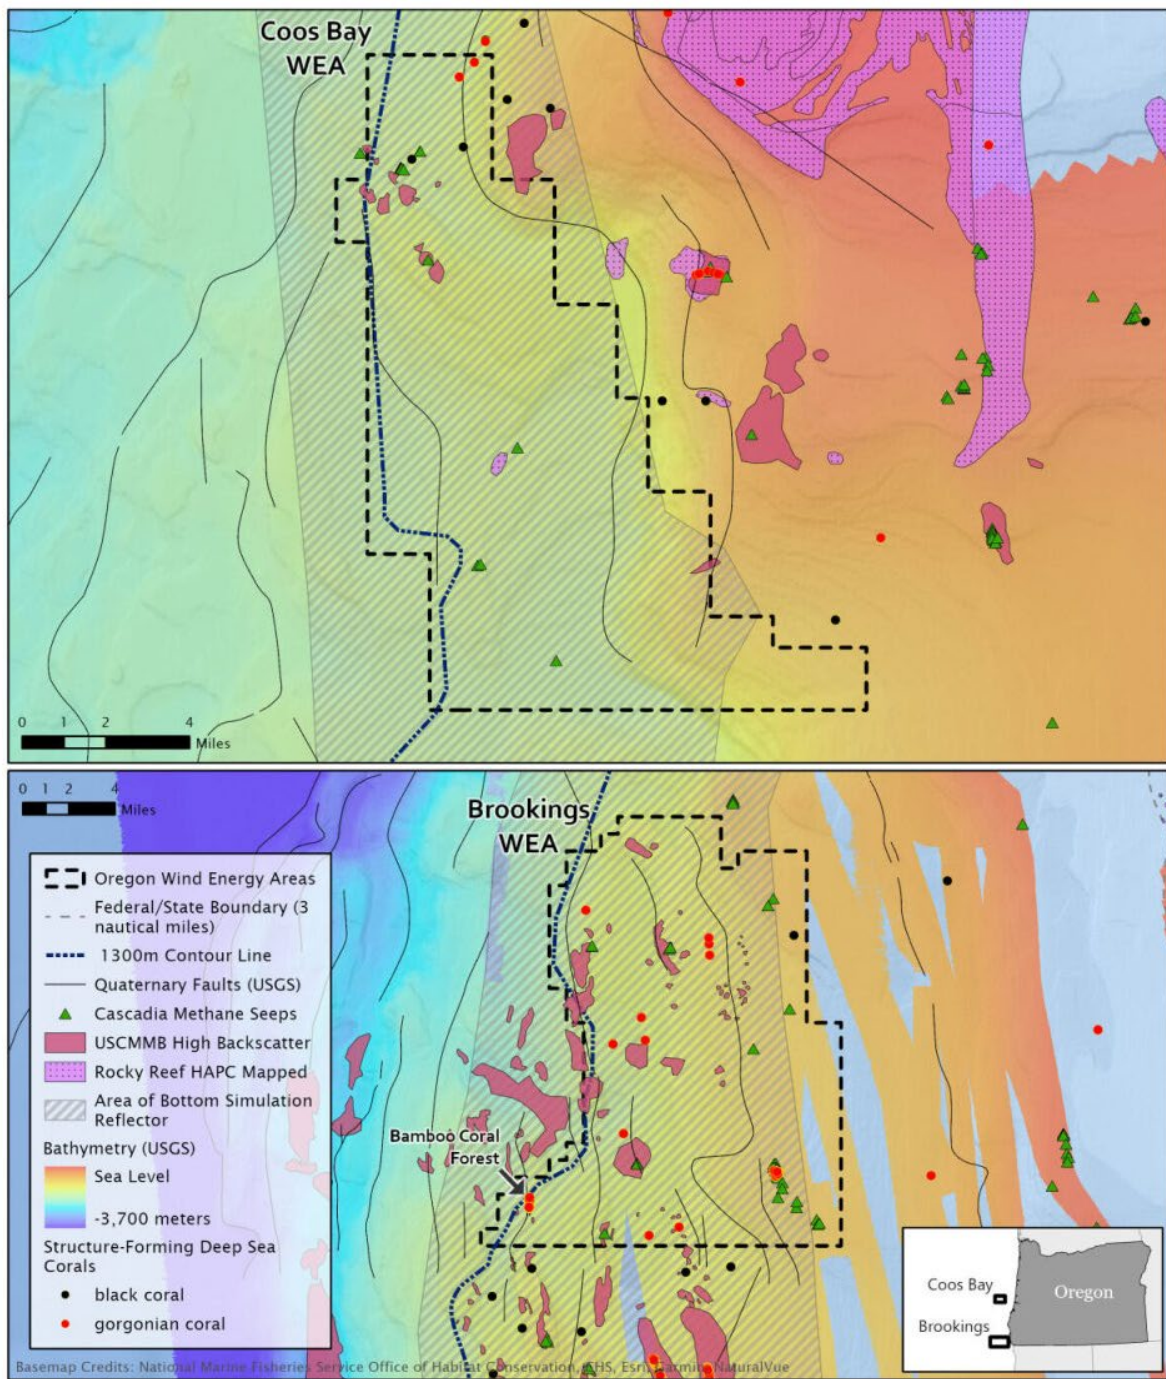 Coos Bay
WEA
0 1 2 4
Miles
0 1 2 4
Miles
Brookings
WEA
Oregon Wind Energy Areas
Federal/State Boundary (3
nautical miles)
1300m Contour Line
Quaternary Faults (USGS)
Cascadia Methane Seeps
USCMMB High Backscatter
Rocky Reef HAPC Mapped
Area of Bottom Simulation
Reflector
Bathymetry (USGS)
Sea Level
-3,700 meters
Structure-Forming Deep Sea
Corals
black coral
gorgonian coral
Bamboo Coral
Forest
Coos Bay
Brookings
Oregon
Basemap Credits: National Marine Fisheries Service Office of Habitat Conservation, Esri, Garmin, NaturalVue